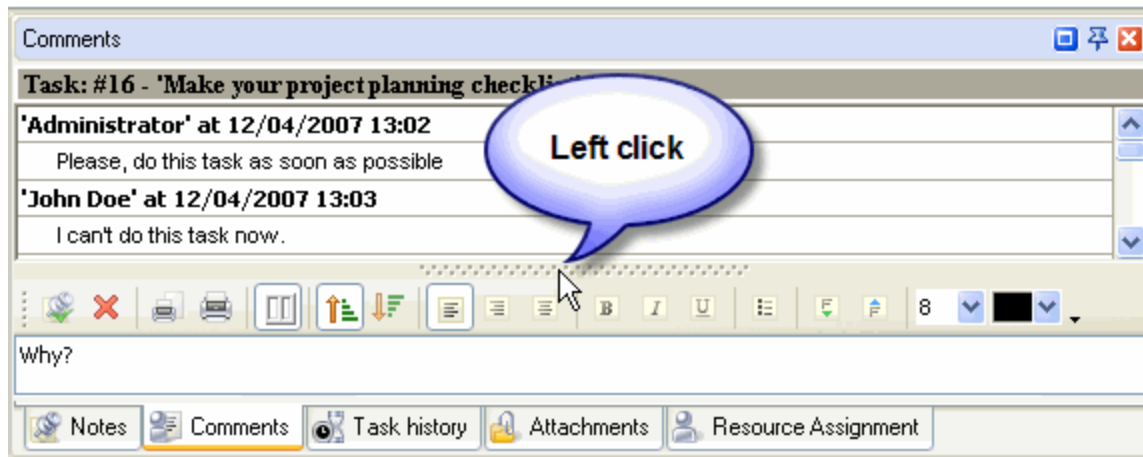 Comments
Task: #16 - 'Make your project planning
Left click
'Administrator' at 12/04/2007 13:02
Please, do this task as soon as possible
'John Doe' at 12/04/2007 13:03
I can't do this task now.
B I U 8
Why?
Notes Comments Task history Attachments Resource Assignment